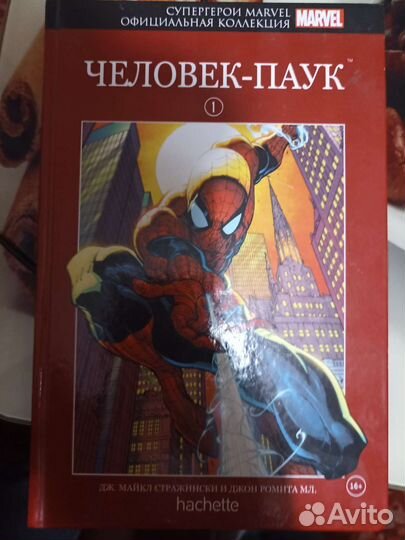 СУПЕРГЕРОИ MARVEL
ОФИЦИАЛЬНАЯ КОЛЛЕКЦИЯ
MARVEL
ЧЕЛОВЕК-ПАУК™
1
ДЖ. МАЙКЛ СТРАЖИНСКИ И ДЖОН РОМИТА МЛ.
16+
hachette
Avito